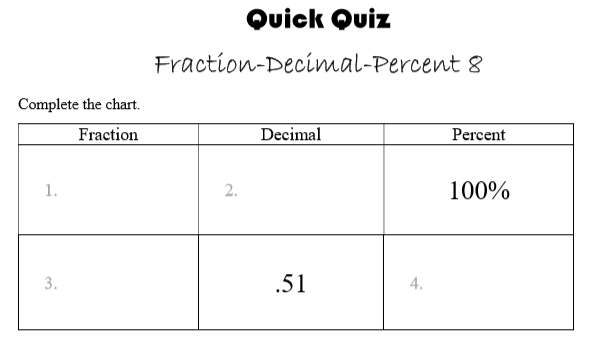 Quick Quiz
Fraction-Decimal-Percent 8
Complete the chart.
Fraction Decimal Percent
1. 2. 100%
3. .51 4.